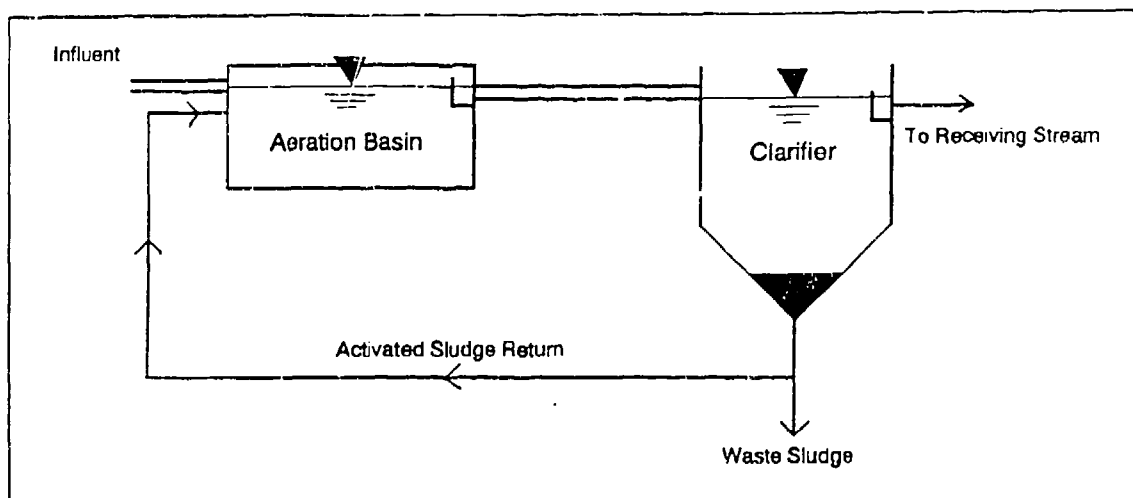 Influent
Aeration Basin
Clarifier
To Receiving Stream
Activated Sludge Return
Waste Sludge